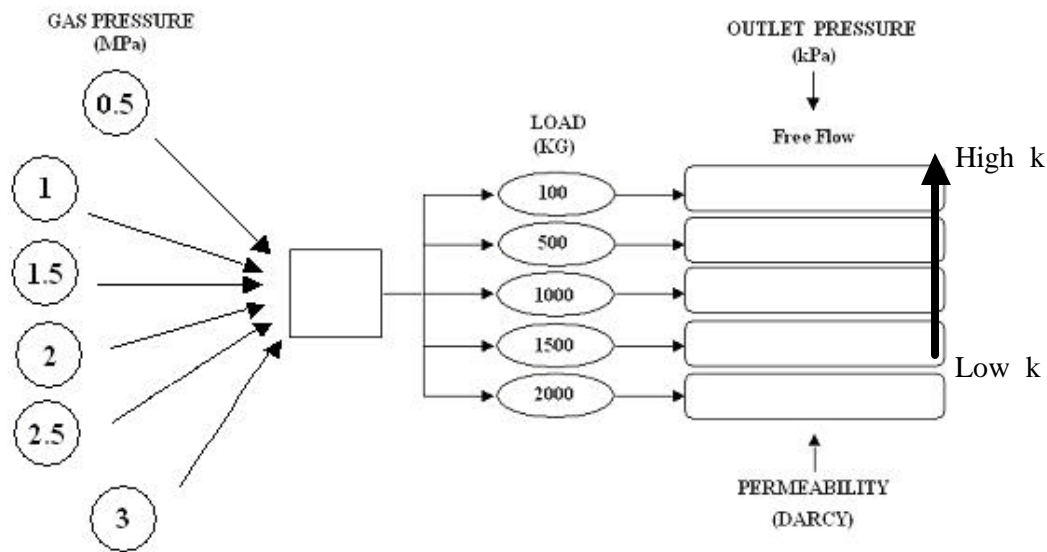 GAS PRESSURE
(MPa)
0.5
1
1.5
2
2.5
3
LOAD
(KG)
100
500
1000
1500
2000
OUTLET PRESSURE
(kPa)
Free Flow
High k
Low k
PERMEABILITY
(DARCY)